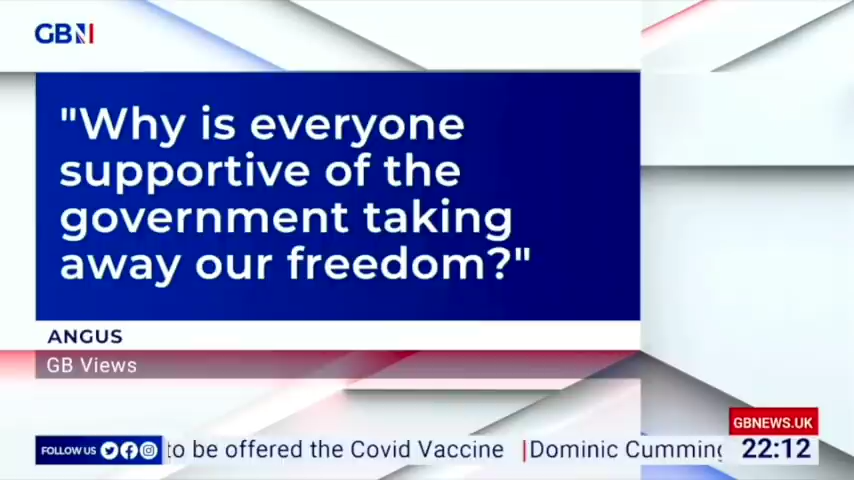 GBN
"Why is everyone
supportive of the
government taking
away our freedom?"
ANGUS
GB Views
GBNEWS.UK
FOLLOW US
to be offered the Covid Vaccine
Dominic Cumming
22:12